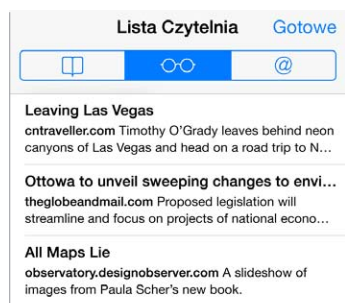 Lista Czytelnia Gotowe
@
Leaving Las Vegas
cntraveller.com Timothy O'Grady leaves behind neon
canyons of Las Vegas and head on a road trip to N...
Ottowa to unveil sweeping changes to envi...
theglobeandmail.com Proposed legislation will
streamline and focus on projects of national econo...
All Maps Lie
observatory.designobserver.com A slideshow of
images from Paula Scher's new book.